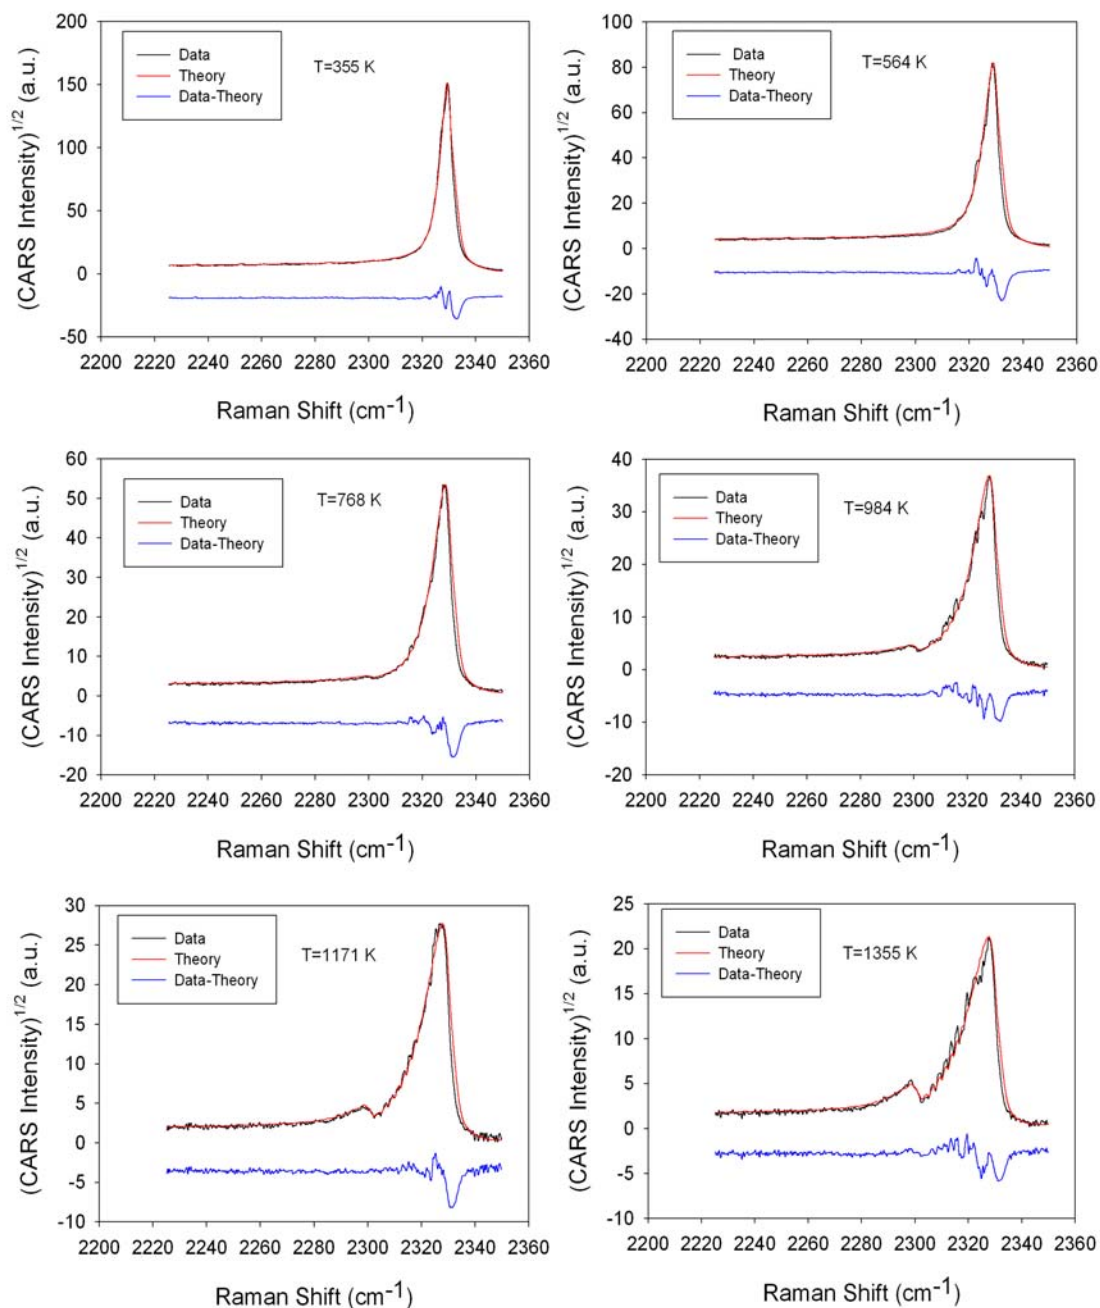 200
150
100
50
0
-50
(CARS Intensity)1/2 (a.u.)
Data
Theory
Data-Theory
T=355 K
2200 2220 2240 2260 2280 2300 2320 2340 2360
Raman Shift (cm-1)
100
80
60
40
20
0
-20
-40
(CARS Intensity)1/2 (a.u.)
Data
Theory
Data-Theory
T=564 K
2200 2220 2240 2260 2280 2300 2320 2340 2360
Raman Shift (cm-1)
60
50
40
30
20
10
0
-10
-20
(CARS Intensity)1/2 (a.u.)
Data
Theory
Data-Theory
T=768 K
2200 2220 2240 2260 2280 2300 2320 2340 2360
Raman Shift (cm-1)
40
30
20
10
0
-10
-20
(CARS Intensity)1/2 (a.u.)
Data
Theory
Data-Theory
T=984 K
2200 2220 2240 2260 2280 2300 2320 2340 2360
Raman Shift (cm-1)
30
25
20
15
10
5
0
-5
-10
(CARS Intensity)1/2 (a.u.)
Data
Theory
Data-Theory
T=1171 K
2200 2220 2240 2260 2280 2300 2320 2340 2360
Raman Shift (cm-1)
25
20
15
10
5
0
-5
-10
(CARS Intensity)1/2 (a.u.)
Data
Theory
Data-Theory
T=1355 K
2200 2220 2240 2260 2280 2300 2320 2340 2360
Raman Shift (cm-1)